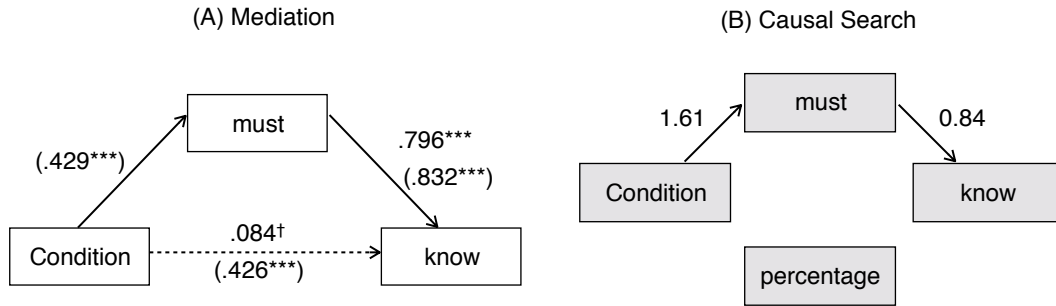 (A) Mediation
must
(.429***)
.796***
(.832***)
Condition
.084†
(.426***)
know
(B) Causal Search
must
1.61
0.84
Condition
know
percentage